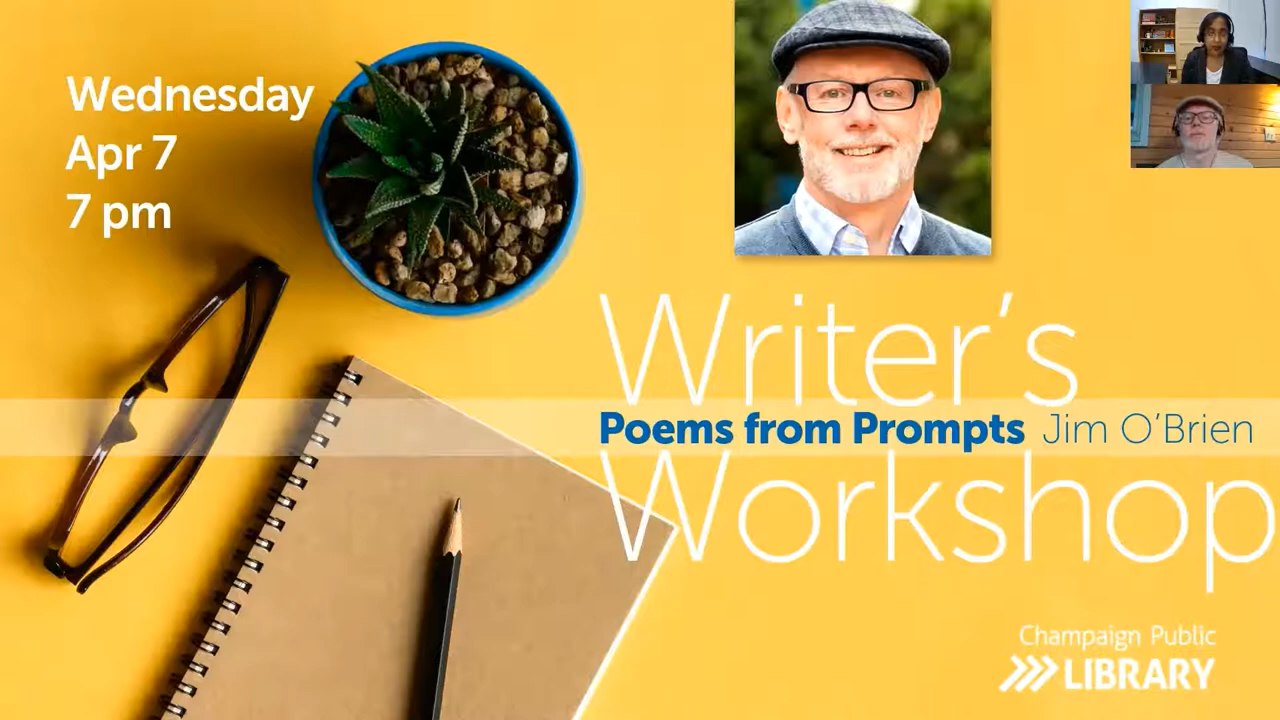 Wednesday
Apr 7
7 pm
Writer's
Poems from Prompts Jim O'Brien
Workshop
Champaign Public
LIBRARY